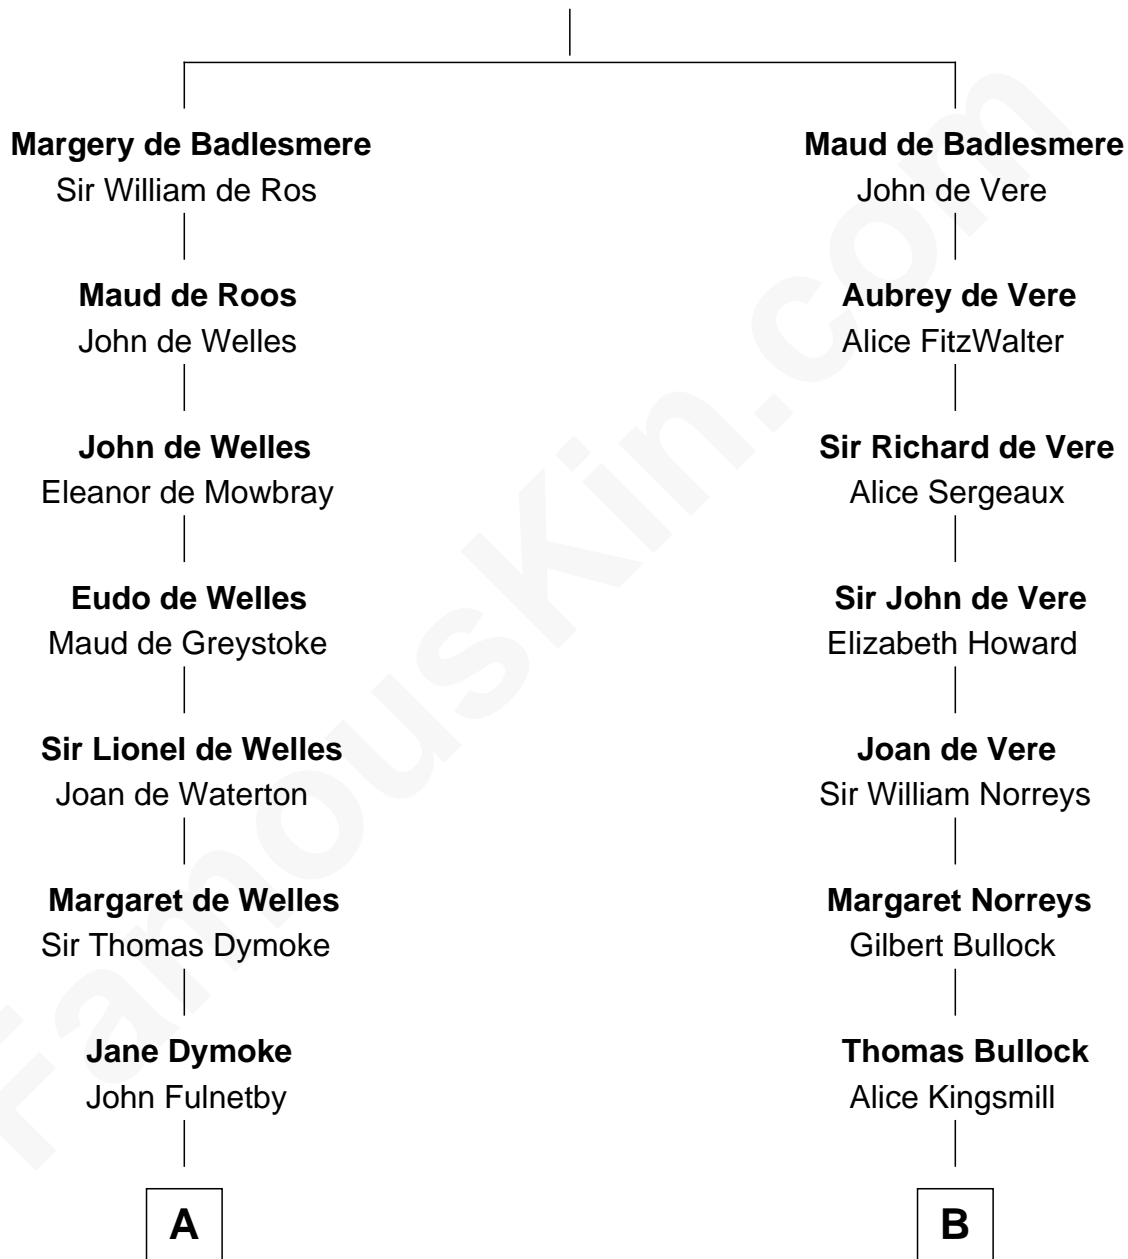 Margery de Badlesmere
Sir William de Ros
Maud de Roos
John de Welles
John de Welles
Eleanor de Mowbray
Eudo de Welles
Maud de Greystoke
Sir Lionel de Welles
Joan de Waterton
Margaret de Welles
Sir Thomas Dymoke
Jane Dymoke
John Fulnetby
A
Maud de Badlesmere
John de Vere
Aubrey de Vere
Alice FitzWalter
Sir Richard de Vere
Alice Sergeaux
Sir John de Vere
Elizabeth Howard
Joan de Vere
Sir William Norreys
Margaret Norreys
Gilbert Bullock
Thomas Bullock
Alice Kingsmill
B
FamousKin.com